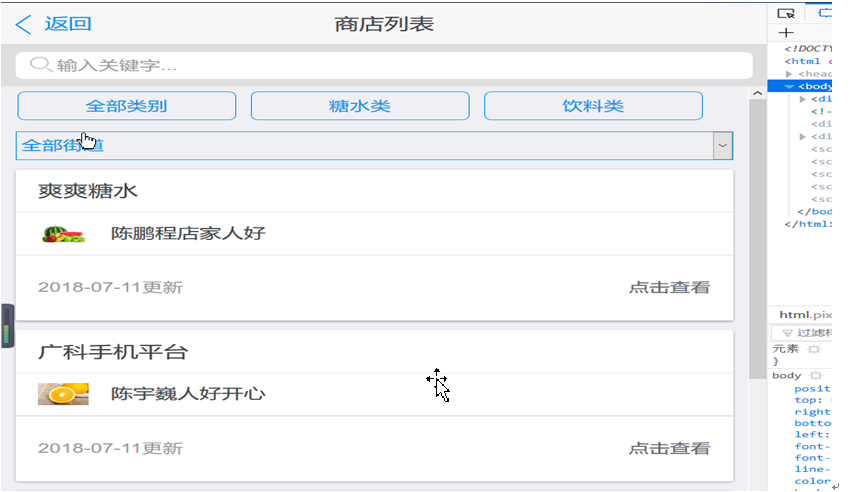 返回
商店列表
输入关键字...
全部类别
糖水类
饮料类
全部街道
爽爽糖水
陈鹏程店家人好
2018-07-11更新
点击查看
广科手机平台
陈宇巍人好开心
2018-07-11更新
点击查看
<!DOCTY
<html
<head
<body
<di
<!-
<di
<di
<sc
<sc
<sc
<sc
<sc
</bod
</html>
html.pix
过滤样
元素
}
body
posit
top:
right
botto
left:
font-
font-
line-
color